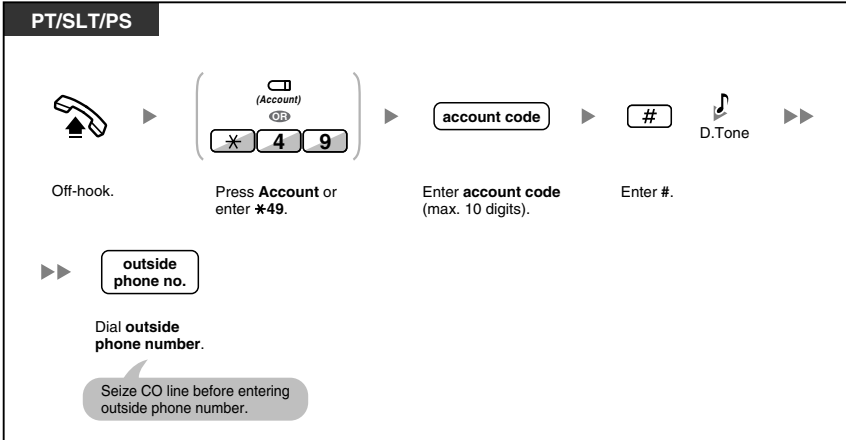 PT/SLT/PS
(Account)
OR
✳ 4 9
account code
#
D.Tone
Off-hook.
Press Account or
enter ✳49.
Enter account code
(max. 10 digits).
Enter #.
outside
phone no.
Dial outside
phone number.
Seize CO line before entering
outside phone number.